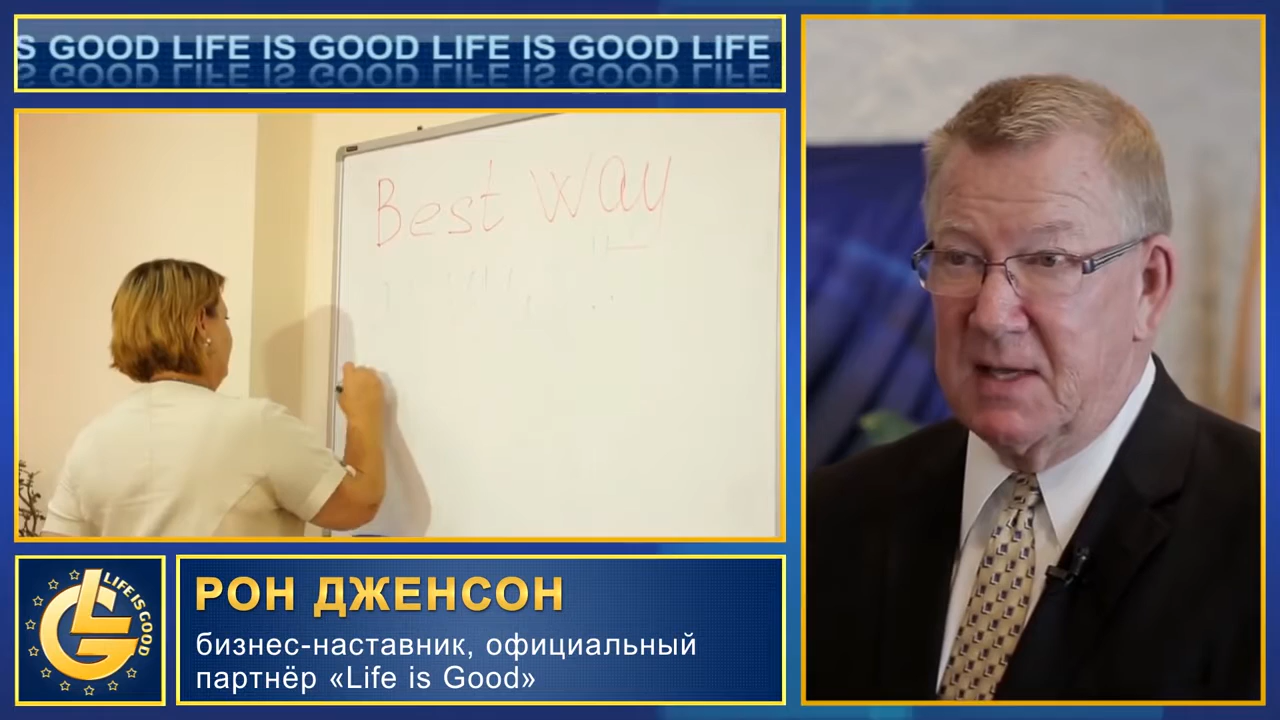 S GOOD LIFE IS GOOD LIFE IS GOOD LIFE
Best way
LIFE IS GOOD
РОН ДЖЕНСОН
бизнес-наставник, официальный
партнёр «Life is Good»